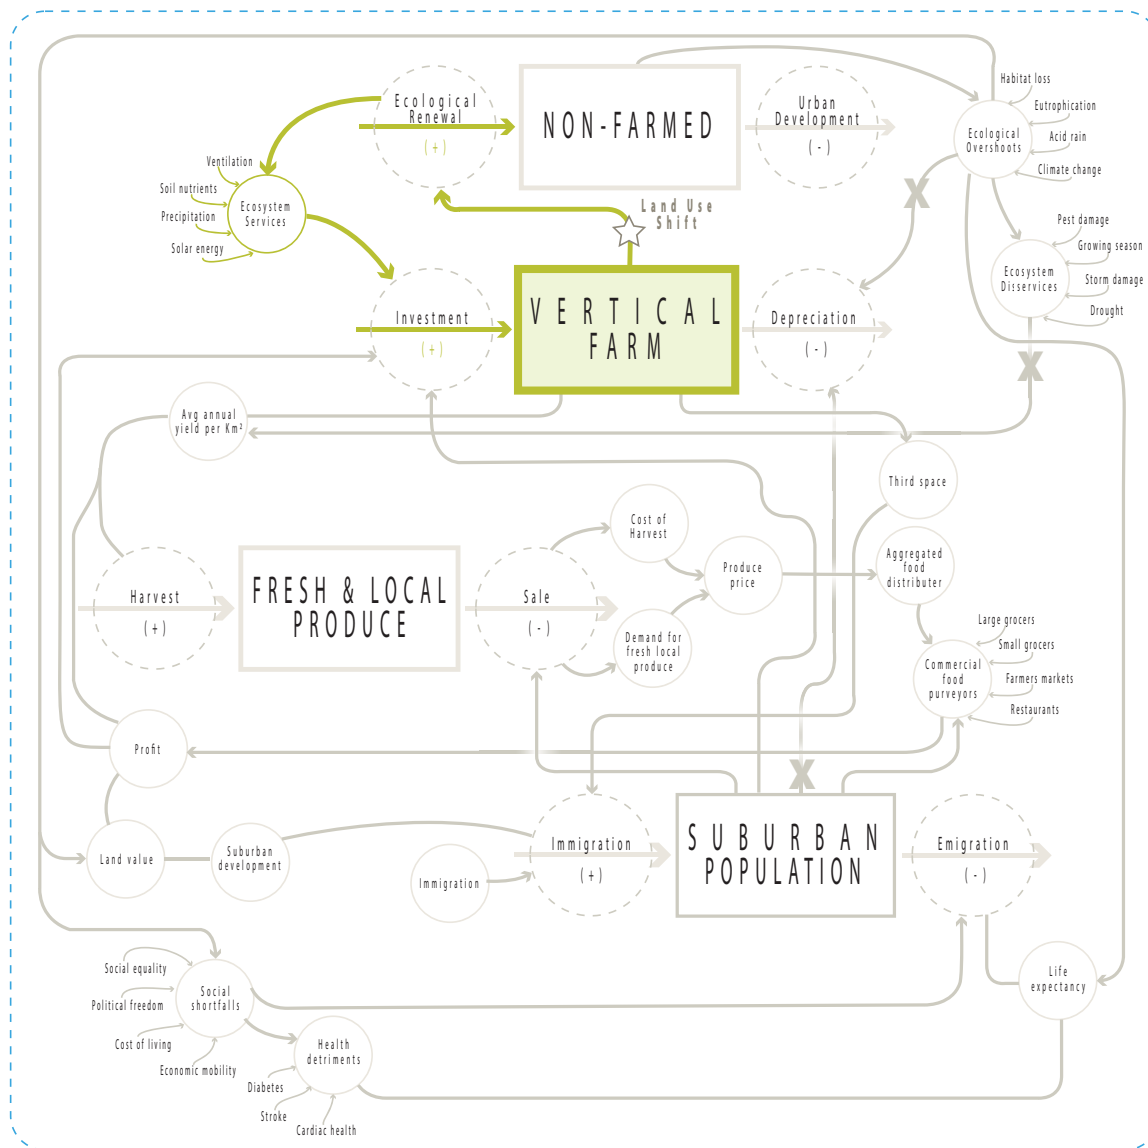 Ecological
Renewal
(+)
NON-FARMED
Urban
Development
(-)
Habitat loss
Eutrophication
Acid rain
Climate change
Ecological
Overshoots
Ventilation
Soil nutrients
Precipitation
Solar energy
Ecosystem
Services
Land Use
Shift
Pest damage
Growing season
Storm damage
Drought
Ecosystem
Disservices
Investment
(+)
VERTICAL
FARM
Depreciation
(-)
Avg annual
yield per Km²
Third space
Cost of
Harvest
Produce
price
Aggregated
food
distributer
Harvest
(+)
FRESH & LOCAL
PRODUCE
Sale
(-)
Demand for
fresh local
produce
Large grocers
Small grocers
Farmers markets
Restaurants
Commercial
food
purveyors
Profit
Land value
Suburban
development
Immigration
Immigration
(+)
SUBURBAN
POPULATION
Emigration
(-)
Social equality
Political freedom
Cost of living
Economic mobility
Social
shortfalls
Life
expectancy
Health
detriments
Diabetes
Stroke
Cardiac health